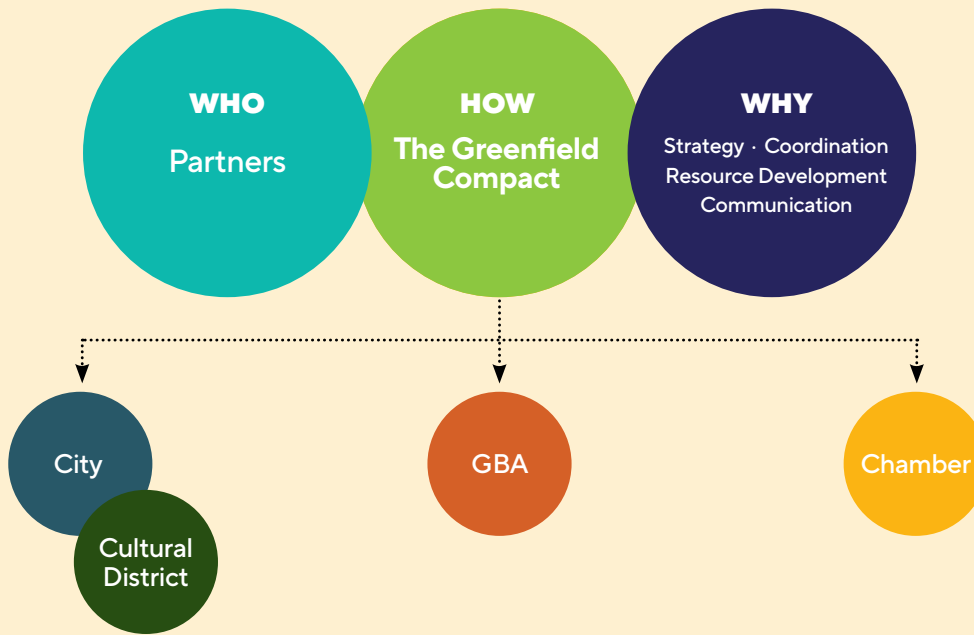 WHO
Partners
HOW
The Greenfield
Compact
WHY
Strategy · Coordination
Resource Development
Communication
City
Cultural
District
GBA
Chamber